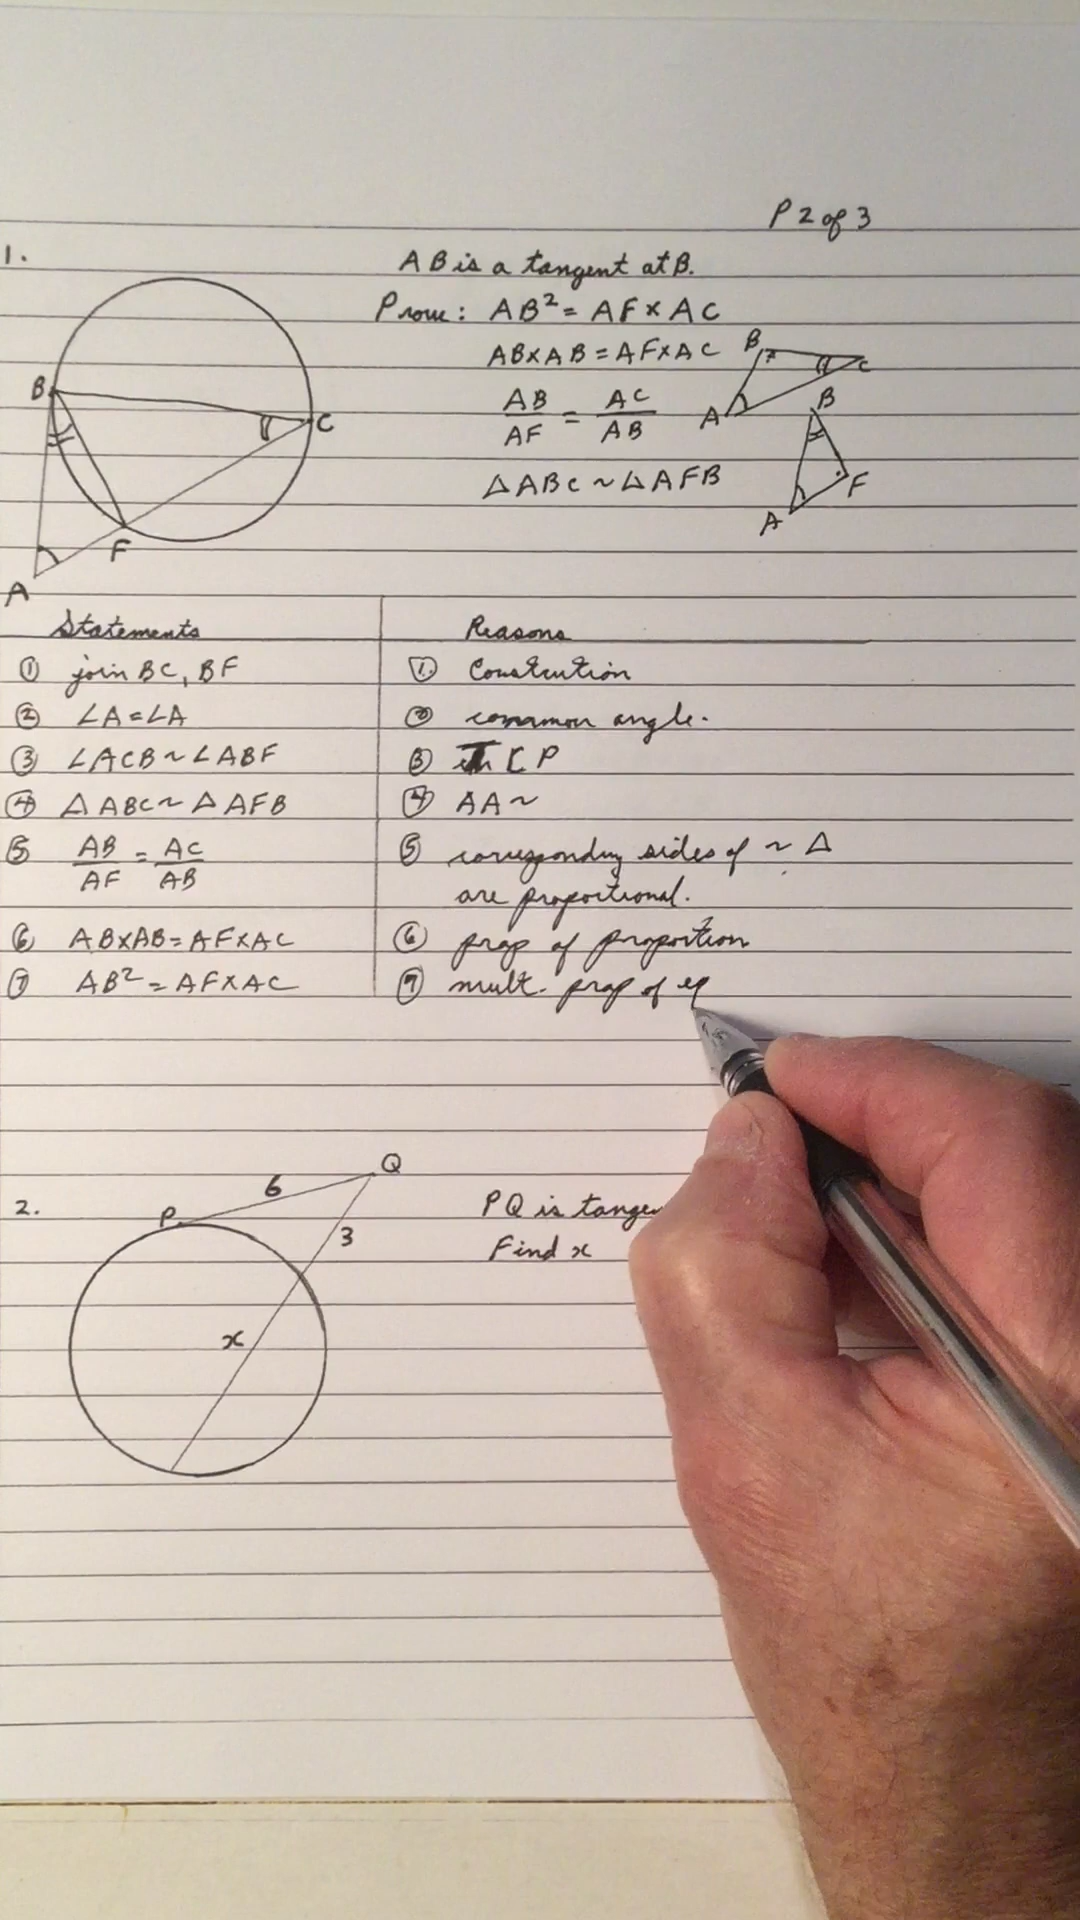 P 2 of 3
1.
AB is a tangent at B.
Prove: AB² = AF × AC
AB×AB = AF×AC
AB/AF = AC/AB
△ABC ~ △AFB
B
C
F
A
B
C
A
B
F
A
Statements
Reasons
① join BC, BF
① Constrution
② ∠A = ∠A
② common angle.
③ ∠ACB ~ ∠ABF
③ TCP
④ △ABC ~ △AFB
④ AA~
⑤ AB/AF = AC/AB
⑤ corresponding sides of ~ △
are proportional.
⑥ AB×AB = AF×AC
⑥ prop of proportion
⑦ AB² = AF×AC
⑦ mult. prop of eq
2.
P
6
Q
3
x
PQ is
Find x